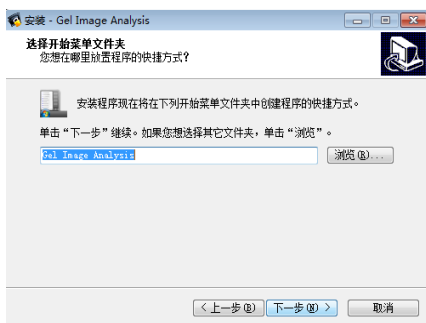 安装 - Gel Image Analysis
选择开始菜单文件夹
您想在哪里放置程序的快捷方式?
安装程序现在将在下列开始菜单文件夹中创建程序的快捷方式。
单击“下一步”继续。如果您想选择其它文件夹，单击“浏览”。
Gel Image Analysis
浏览(R)...
< 上一步(B)
下一步(N) >
取消